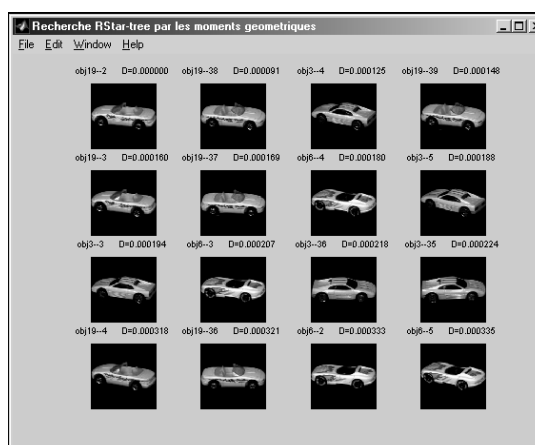 Recherche RStar-tree par les moments geometriques
File Edit Window Help
obj19--2 D=0.000000 obj19--38 D=0.000091 obj3--4 D=0.000125 obj19--39 D=0.000148
obj19--3 D=0.000160 obj19--37 D=0.000169 obj6--4 D=0.000180 obj3--5 D=0.000188
obj3--3 D=0.000194 obj6--3 D=0.000207 obj3--36 D=0.000218 obj3--35 D=0.000224
obj19--4 D=0.000318 obj19--36 D=0.000321 obj6--2 D=0.000333 obj6--5 D=0.000335